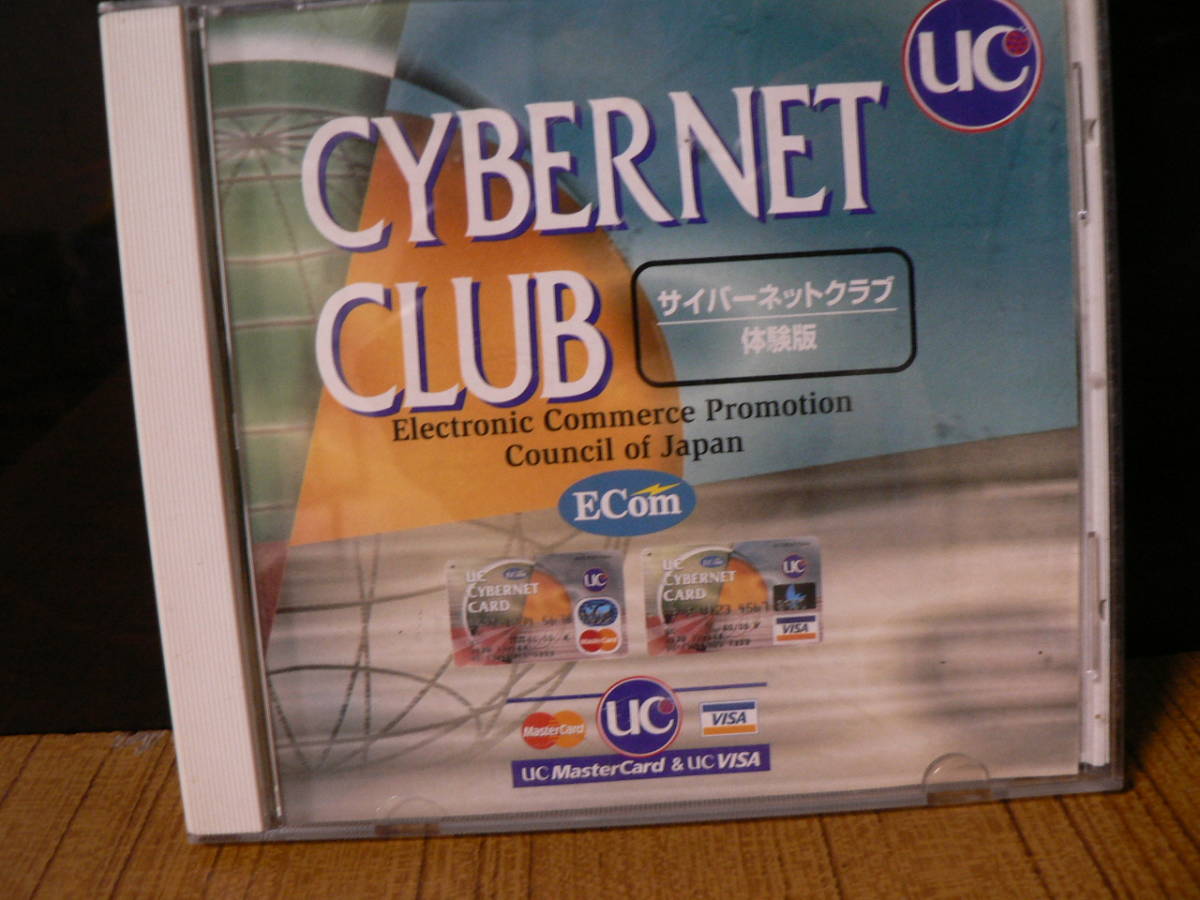 UC
CYBERNET
CLUB
サイバーネットクラブ
体験版
Electronic Commerce Promotion
Council of Japan
ECom
UC
CYBERNET
CARD
UC
MasterCard
UC
CYBERNET
CARD
UC
VISA
MasterCard
UC
VISA
UC MasterCard & UC VISA